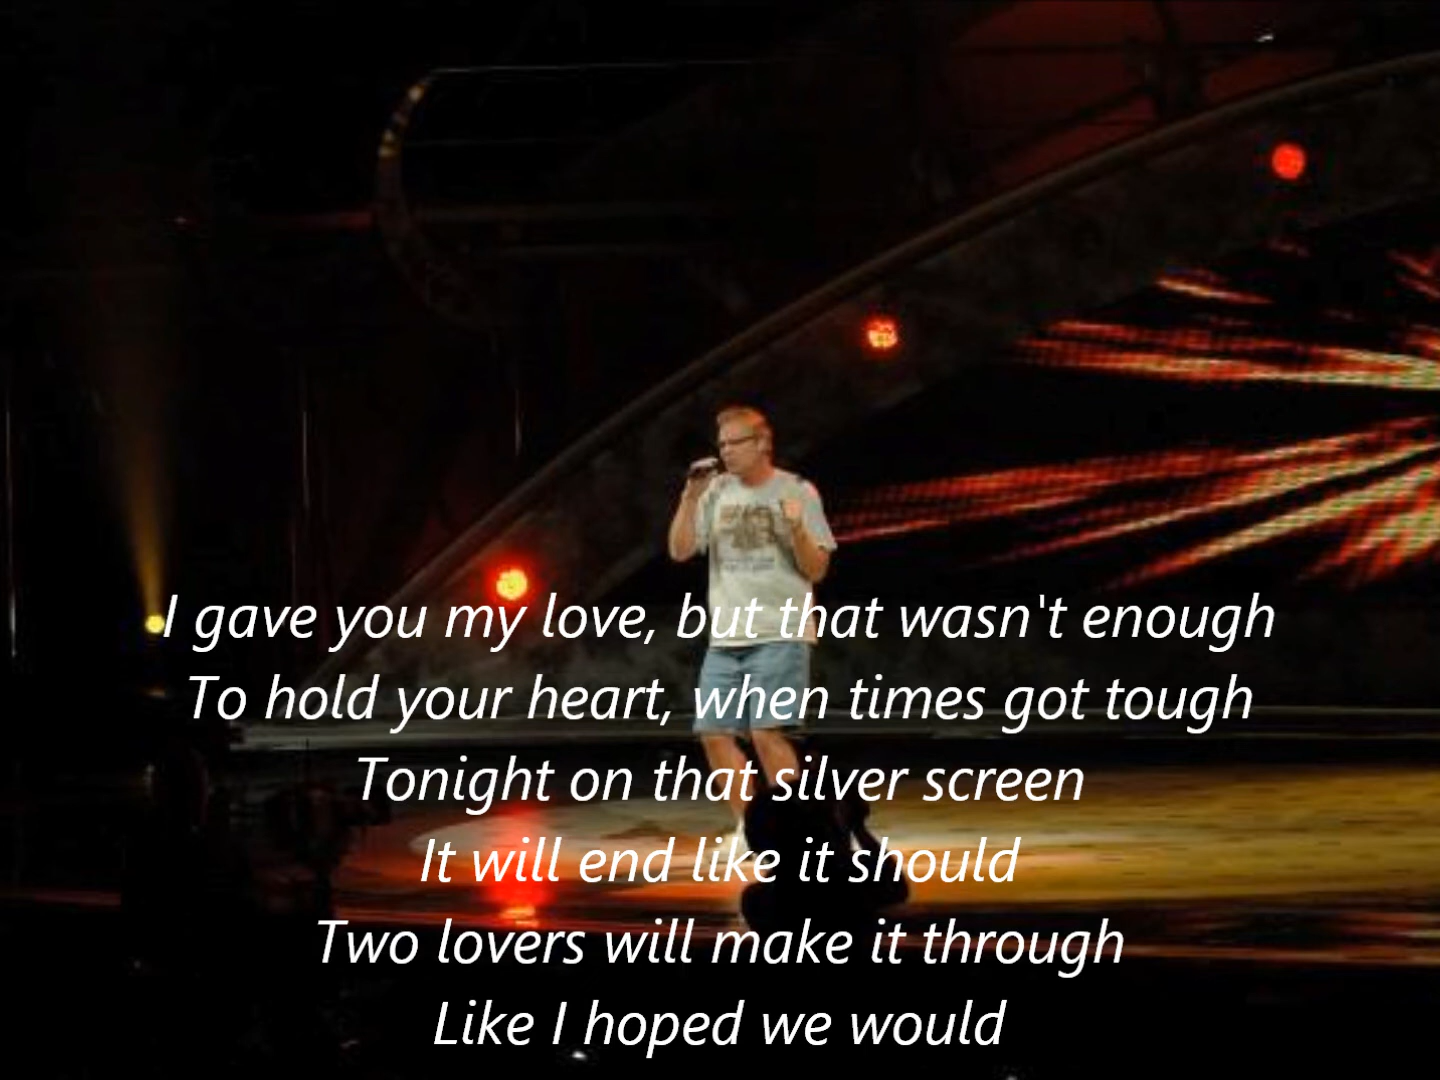 I gave you my love, but that wasn't enough
To hold your heart, when times got tough
Tonight on that silver screen
It will end like it should
Two lovers will make it through
Like I hoped we would